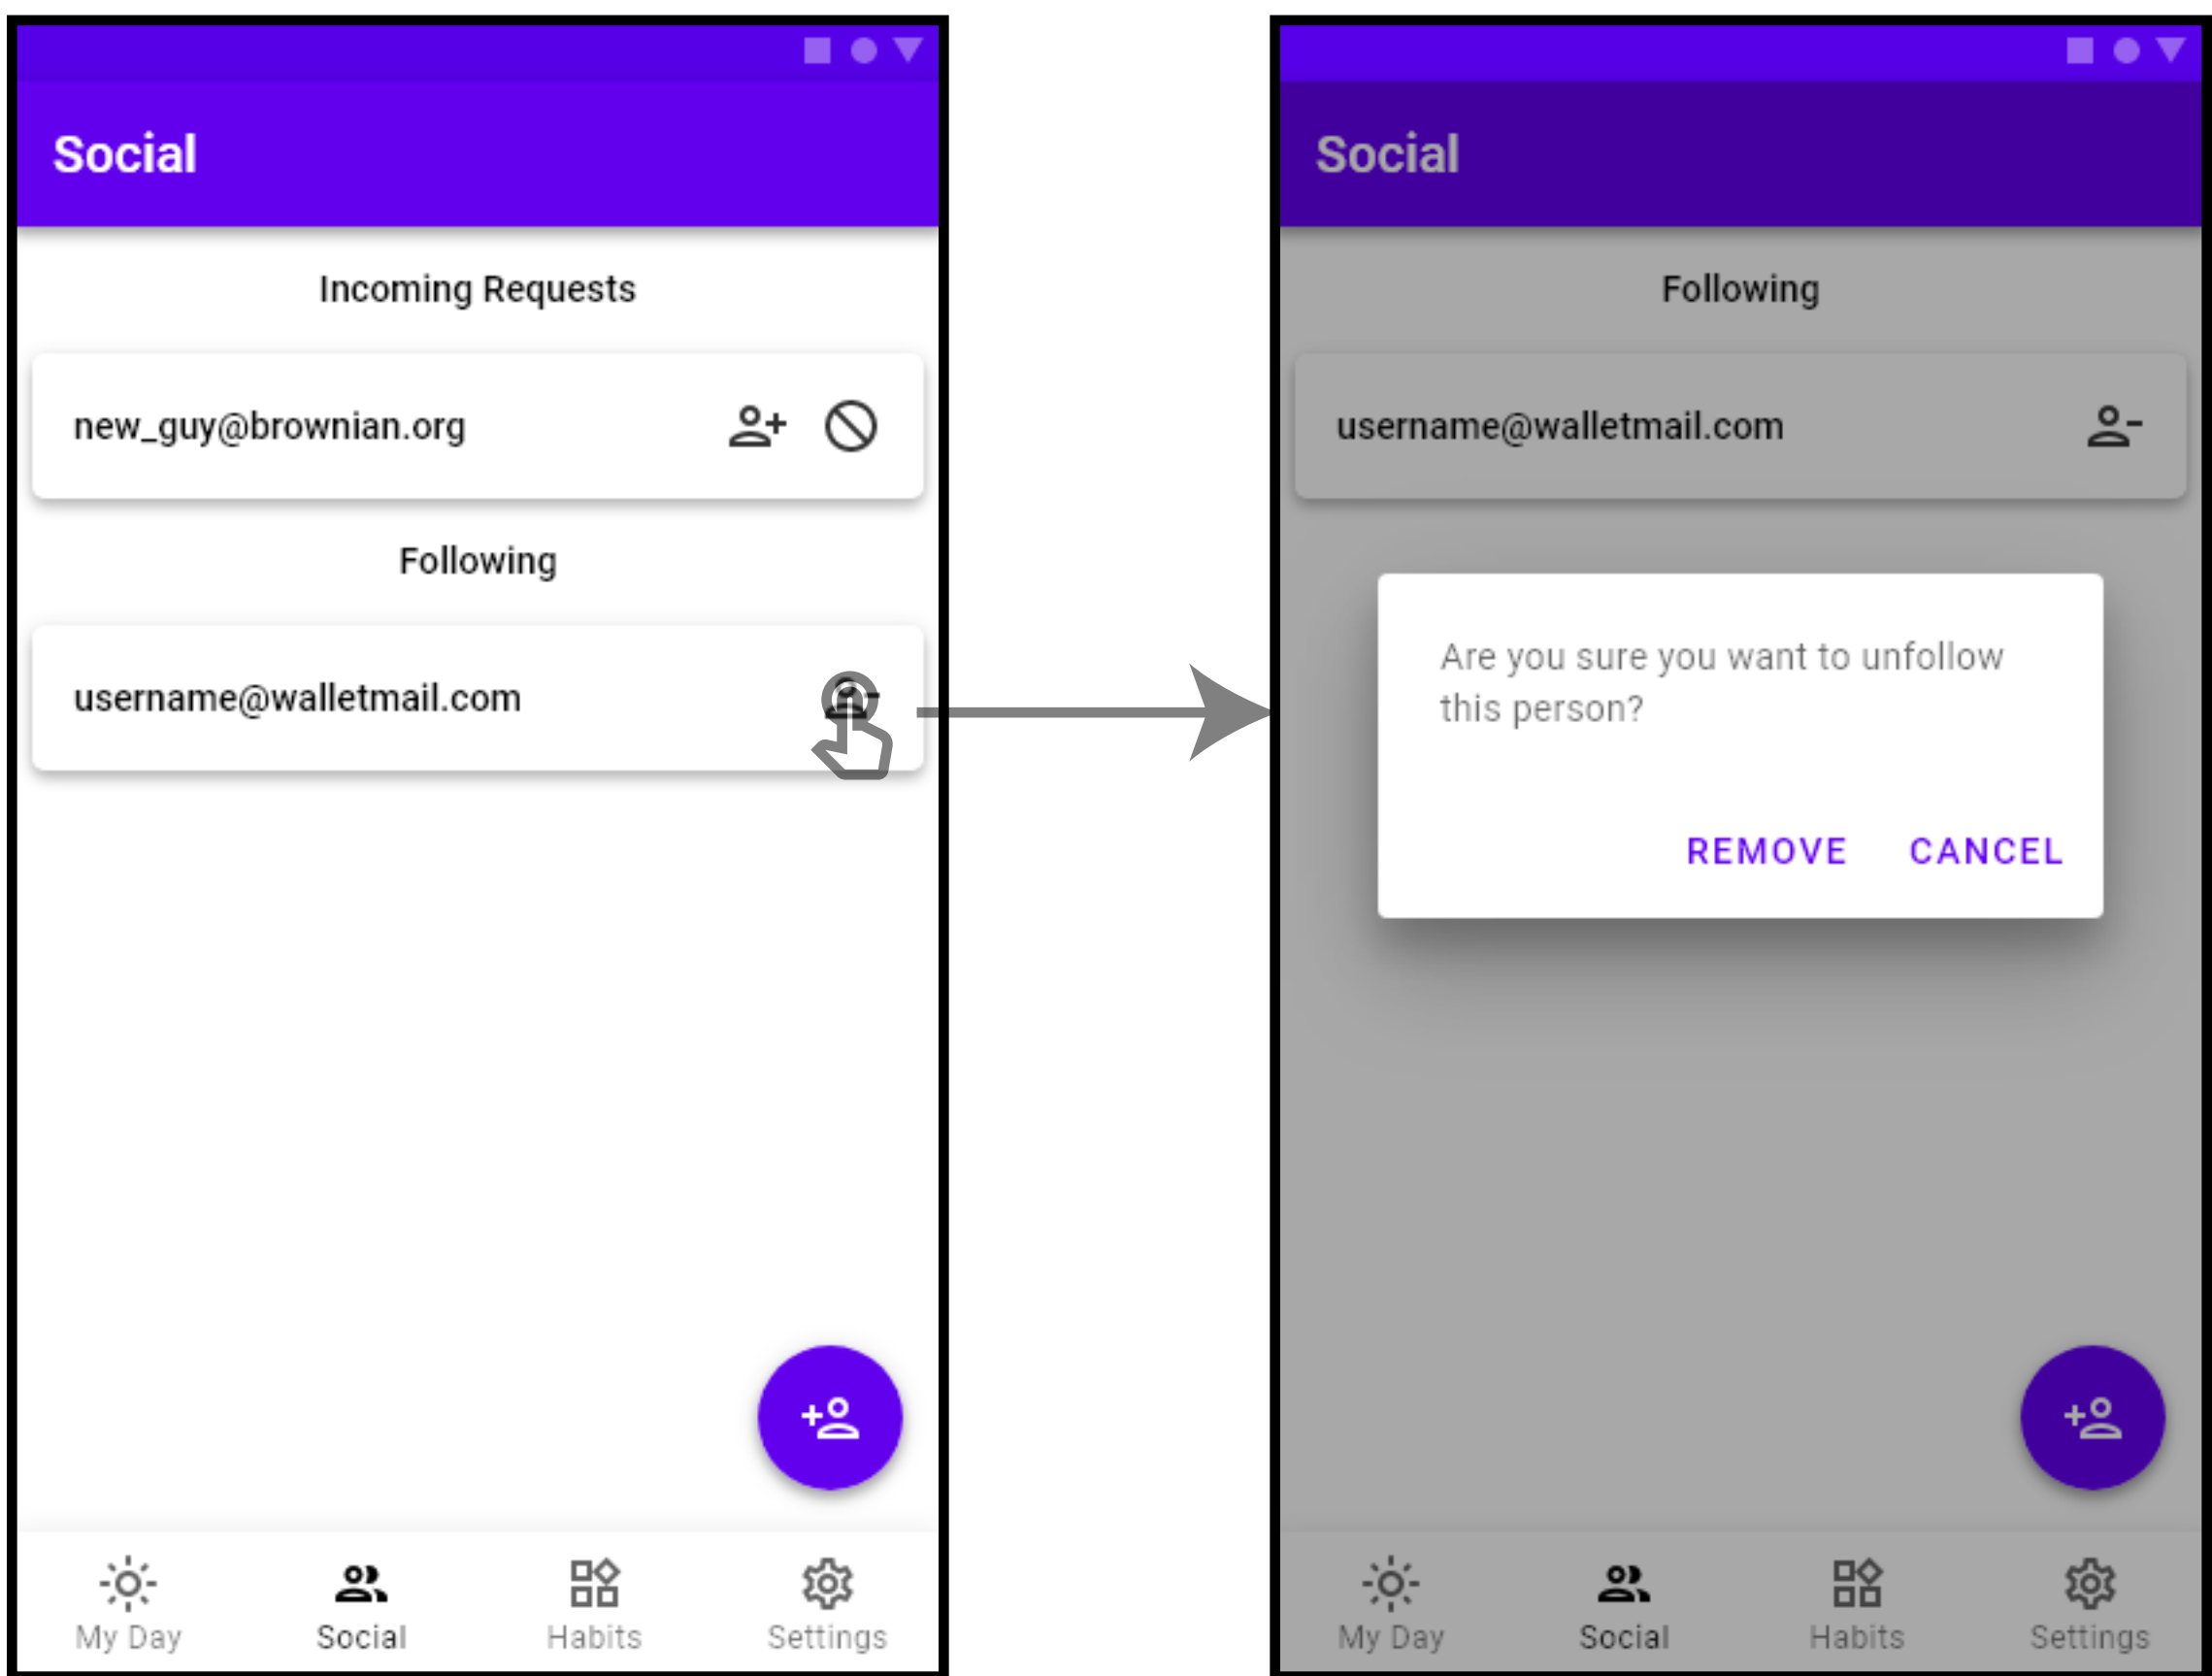 Social
Incoming Requests
new_guy@brownian.org
Following
username@walletmail.com
My Day
Social
Habits
Settings
Social
Following
username@walletmail.com
Are you sure you want to unfollow
this person?
REMOVE CANCEL
My Day
Social
Habits
Settings